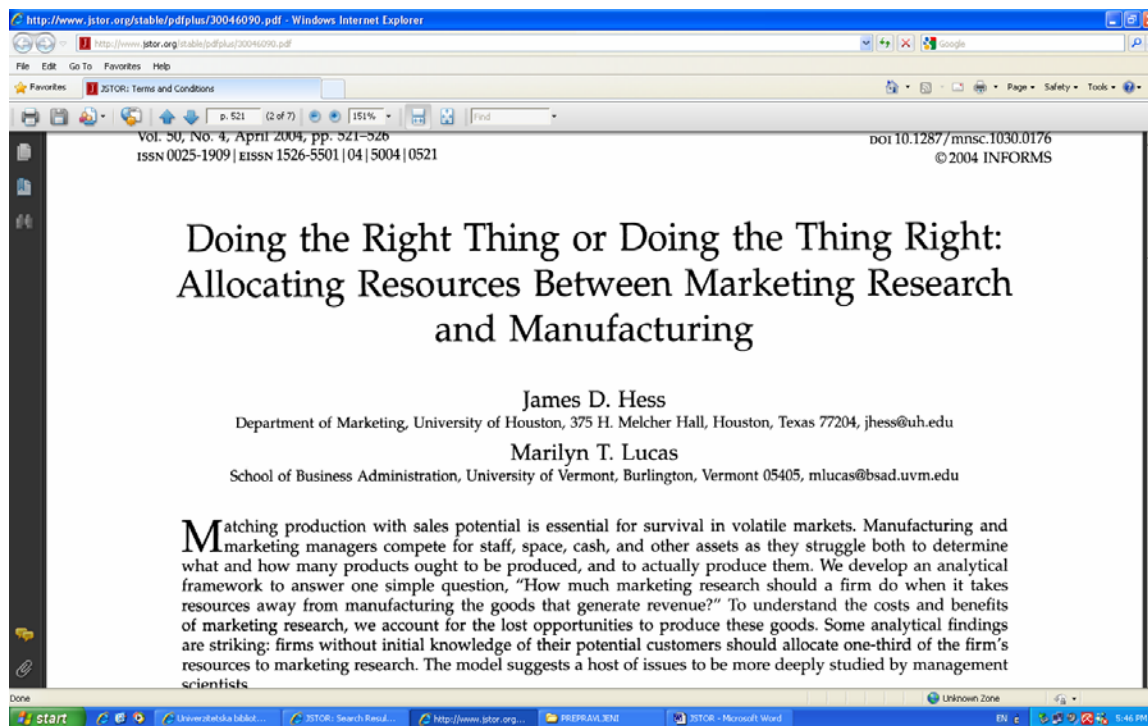 http://www.jstor.org/stable/pdfplus/30046090.pdf - Windows Internet Explorer
http://www.jstor.org/stable/pdfplus/30046090.pdf
Google
File Edit Go To Favorites Help
Favorites JSTOR: Terms and Conditions Page Safety Tools
p. 521 (2 of 7) 151% Find
Vol. 50, No. 4, April 2004, pp. 521–526 DOI 10.1287/mnsc.1030.0176
ISSN 0025-1909 | EISSN 1526-5501 | 04 | 5004 | 0521 © 2004 INFORMS
Doing the Right Thing or Doing the Thing Right:
Allocating Resources Between Marketing Research
and Manufacturing
James D. Hess
Department of Marketing, University of Houston, 375 H. Melcher Hall, Houston, Texas 77204, jhess@uh.edu
Marilyn T. Lucas
School of Business Administration, University of Vermont, Burlington, Vermont 05405, mlucas@bsad.uvm.edu
Matching production with sales potential is essential for survival in volatile markets. Manufacturing and
marketing managers compete for staff, space, cash, and other assets as they struggle both to determine
what and how many products ought to be produced, and to actually produce them. We develop an analytical
framework to answer one simple question, “How much marketing research should a firm do when it takes
resources away from manufacturing the goods that generate revenue?” To understand the costs and benefits
of marketing research, we account for the lost opportunities to produce these goods. Some analytical findings
are striking: firms without initial knowledge of their potential customers should allocate one-third of the firm’s
resources to marketing research. The model suggests a host of issues to be more deeply studied by management
scientists.
Done Unknown Zone
start Univerzitetska bibliot... JSTOR: Search Resul... http://www.jstor.org... PREPRAVLJENI JSTOR - Microsoft Word EN 5:46 PM